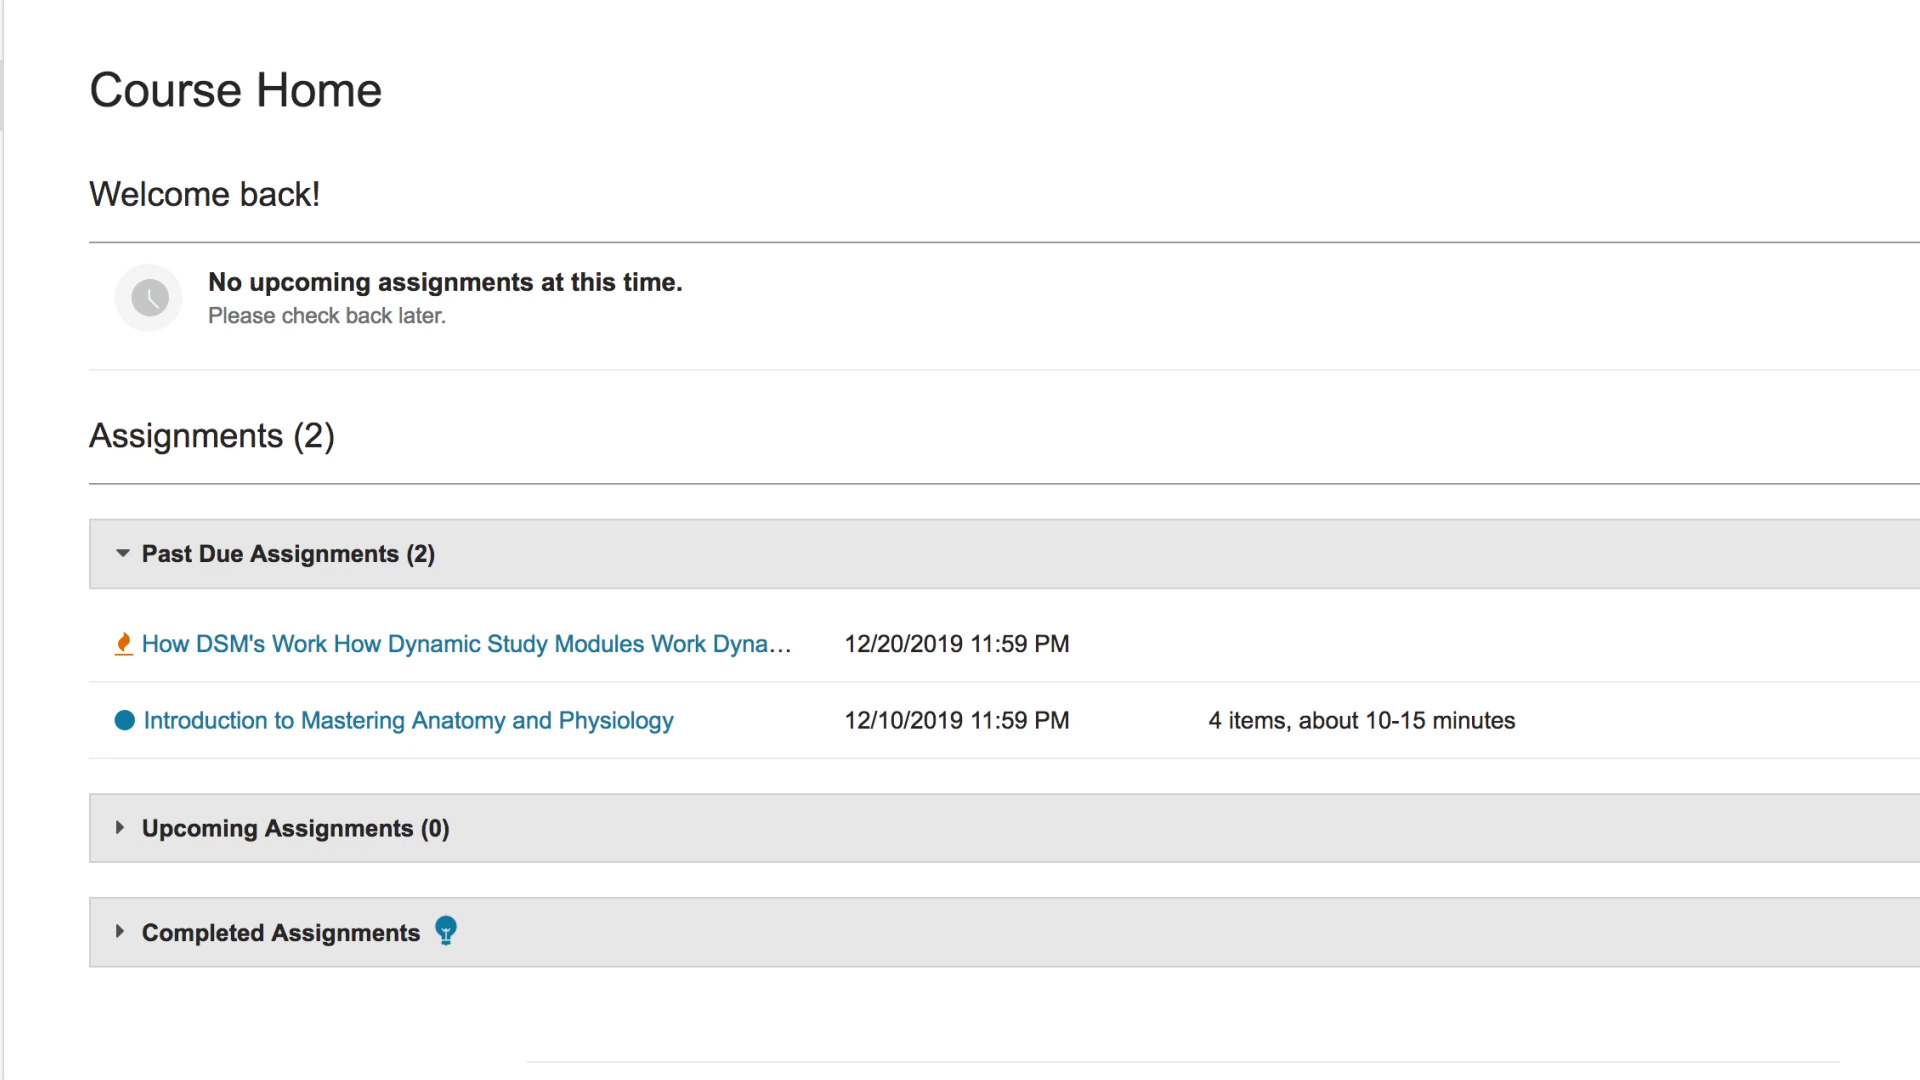 Course Home
Welcome back!
No upcoming assignments at this time.
Please check back later.
Assignments (2)
Past Due Assignments (2)
How DSM's Work How Dynamic Study Modules Work Dyna... 12/20/2019 11:59 PM
Introduction to Mastering Anatomy and Physiology 12/10/2019 11:59 PM 4 items, about 10-15 minutes
Upcoming Assignments (0)
Completed Assignments